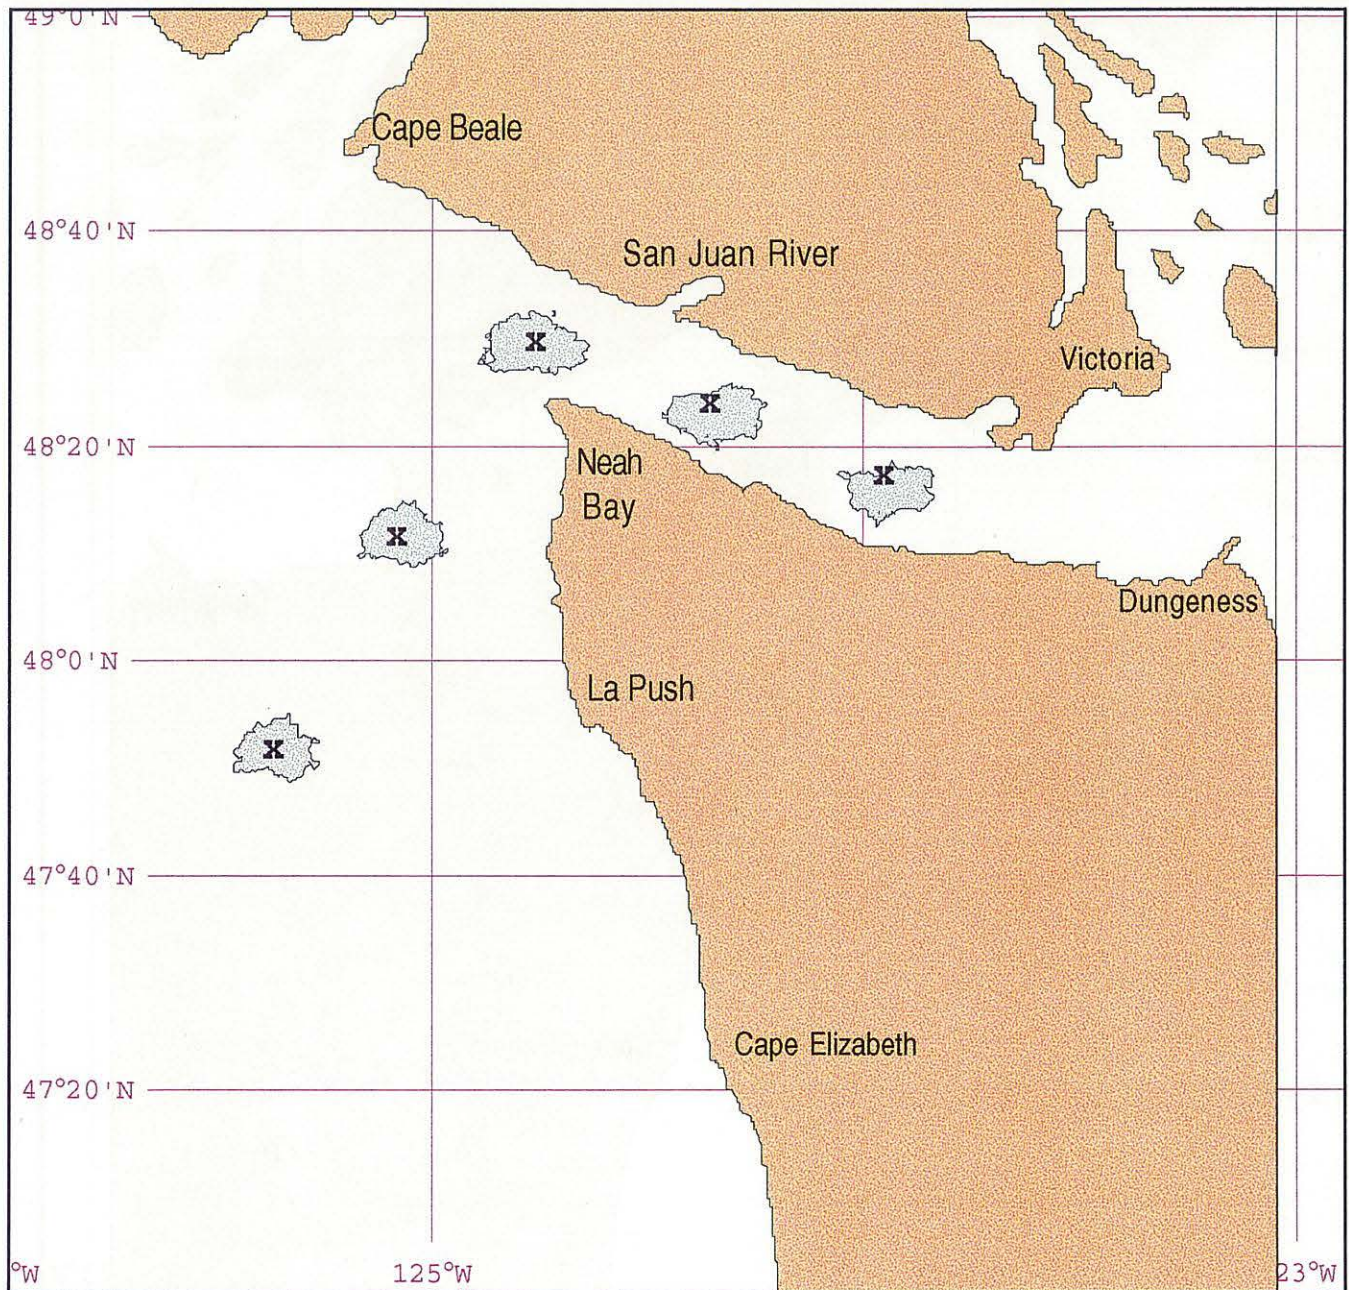 49°0'N
Cape Beale
48°40'N
San Juan River
x
Victoria
x
48°20'N
Neah
Bay
x
x
Dungeness
48°0'N
La Push
x
47°40'N
Cape Elizabeth
47°20'N
°W
125°W
23°W